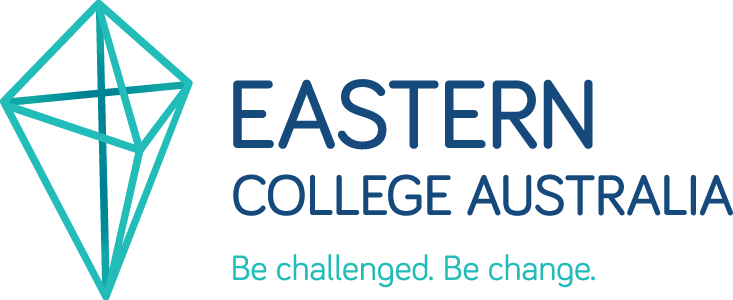 EASTERN
COLLEGE AUSTRALIA
Be challenged. Be change.